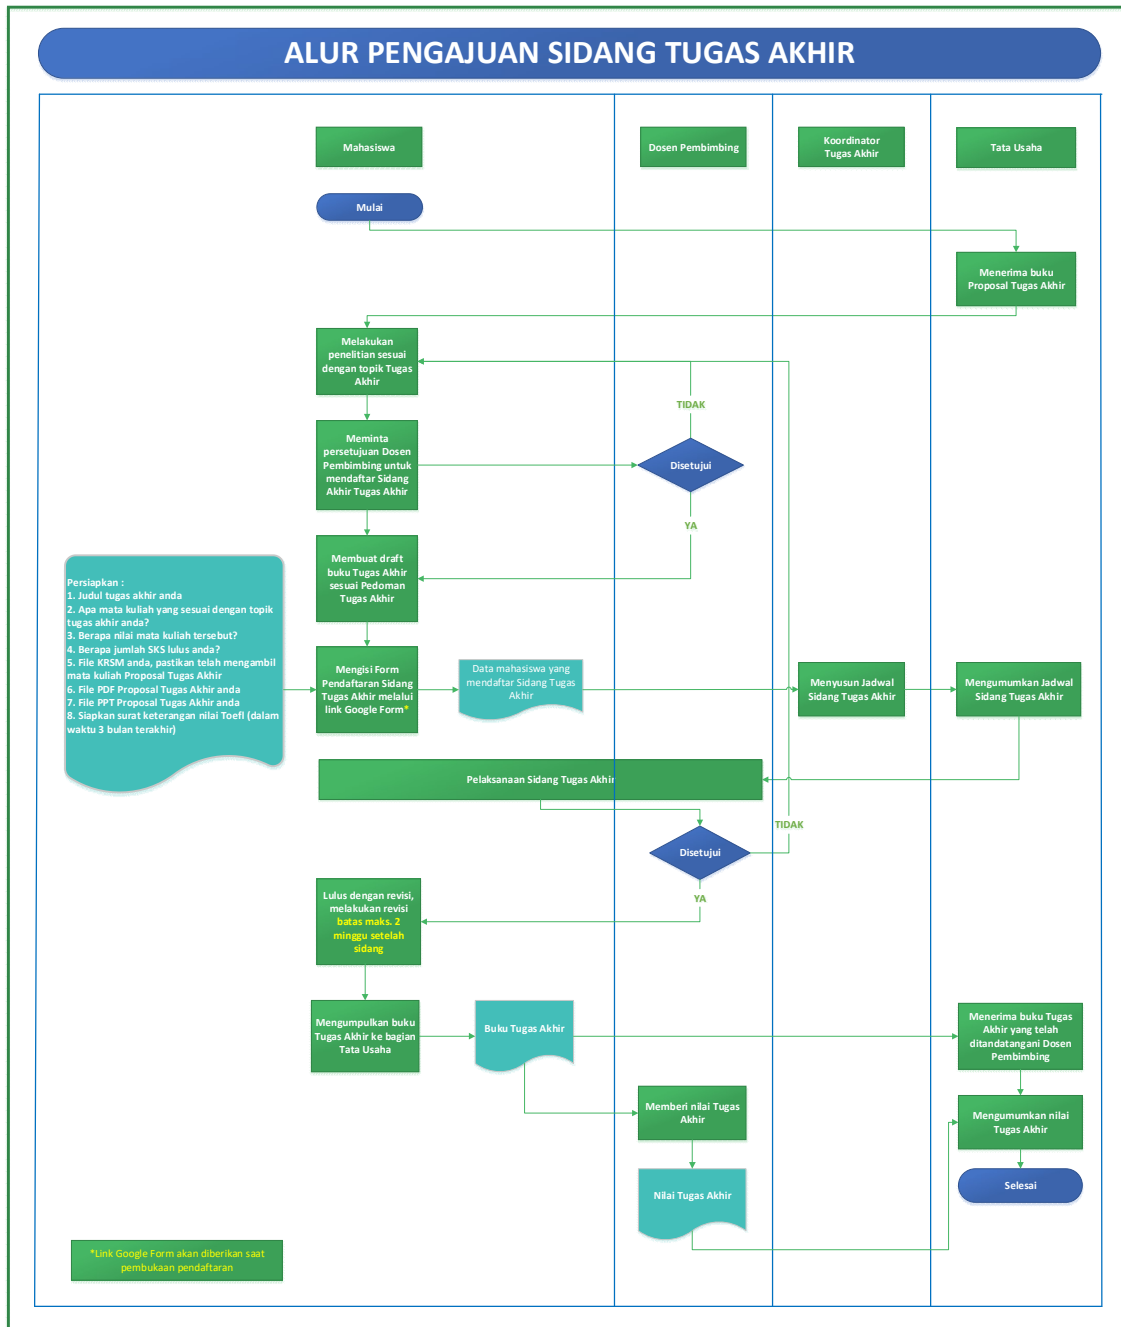 ALUR PENGAJUAN SIDANG TUGAS AKHIR
Mahasiswa
Dosen Pembimbing
Koordinator
Tugas Akhir
Tata Usaha
Mulai
Menerima buku
Proposal Tugas Akhir
Melakukan
penelitian sesuai
dengan topik Tugas
Akhir
TIDAK
Meminta
persetujuan Dosen
Pembimbing untuk
mendaftar Sidang
Akhir Tugas Akhir
Disetujui
YA
Membuat draft
buku Tugas Akhir
sesuai Pedoman
Tugas Akhir
Persiapkan :
1. Judul tugas akhir anda
2. Apa mata kuliah yang sesuai dengan topik
tugas akhir anda?
3. Berapa nilai mata kuliah tersebut?
4. Berapa jumlah SKS lulus anda?
5. File KRSM anda, pastikan telah mengambil
mata kuliah Proposal Tugas Akhir
6. File PDF Proposal Tugas Akhir anda
7. File PPT Proposal Tugas Akhir anda
8. Siapkan surat keterangan nilai Toefl (dalam
waktu 3 bulan terakhir)
Mengisi Form
Pendaftaran Sidang
Tugas Akhir melalui
link Google Form*
Data mahasiswa yang
mendaftar Sidang Tugas
Akhir
Menyusun Jadwal
Sidang Tugas Akhir
Mengumumkan Jadwal
Sidang Tugas Akhir
Pelaksanaan Sidang Tugas Akhir
TIDAK
Disetujui
YA
Lulus dengan revisi,
melakukan revisi
batas maks. 2
minggu setelah
sidang
Mengumpulkan buku
Tugas Akhir ke bagian
Tata Usaha
Buku Tugas Akhir
Menerima buku Tugas
Akhir yang telah
ditandatangani Dosen
Pembimbing
Memberi nilai Tugas
Akhir
Mengumumkan nilai
Tugas Akhir
Nilai Tugas Akhir
Selesai
*Link Google Form akan diberikan saat
pembukaan pendaftaran